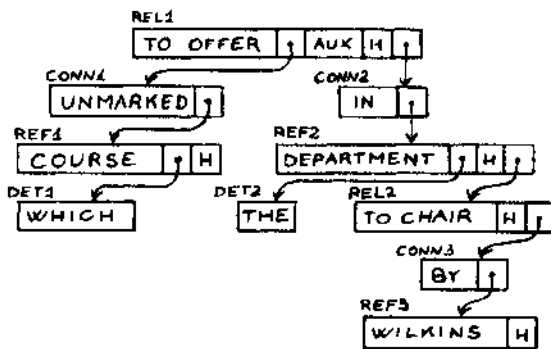 REL1
TO OFFER AUX H
CONN1 CONN2
UNMARKED IN
REF1 REF2
COURSE H DEPARTMENT H
DET1 DET2 REL2
WHICH THE TO CHAIR H
CONN3
BY
REF3
WILKINS H